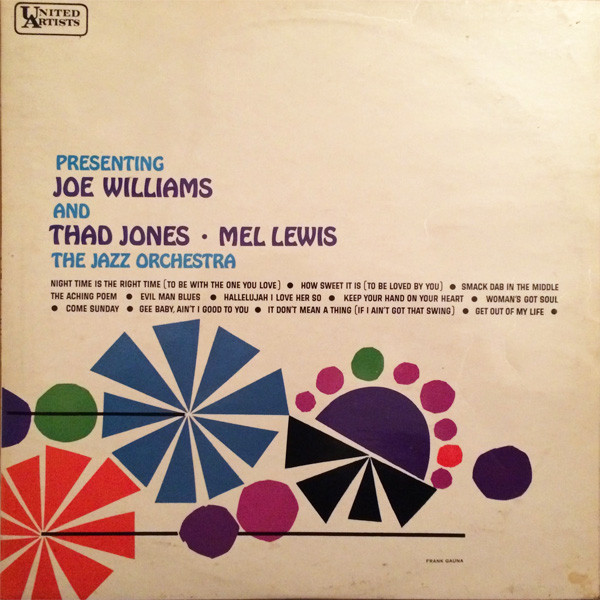 UNITED
ARTISTS
PRESENTING
JOE WILLIAMS
AND
THAD JONES · MEL LEWIS
THE JAZZ ORCHESTRA
NIGHT TIME IS THE RIGHT TIME (TO BE WITH THE ONE YOU LOVE) ● HOW SWEET IT IS (TO BE LOVED BY YOU) ● SMACK DAB IN THE MIDDLE
THE ACHING POEM ● EVIL MAN BLUES ● HALLELUJAH I LOVE HER SO ● KEEP YOUR HAND ON YOUR HEART ● WOMAN'S GOT SOUL
● COME SUNDAY ● GEE BABY, AIN'T I GOOD TO YOU ● IT DON'T MEAN A THING (IF I AIN'T GOT THAT SWING) ● GET OUT OF MY LIFE ●
FRANK GAUNA